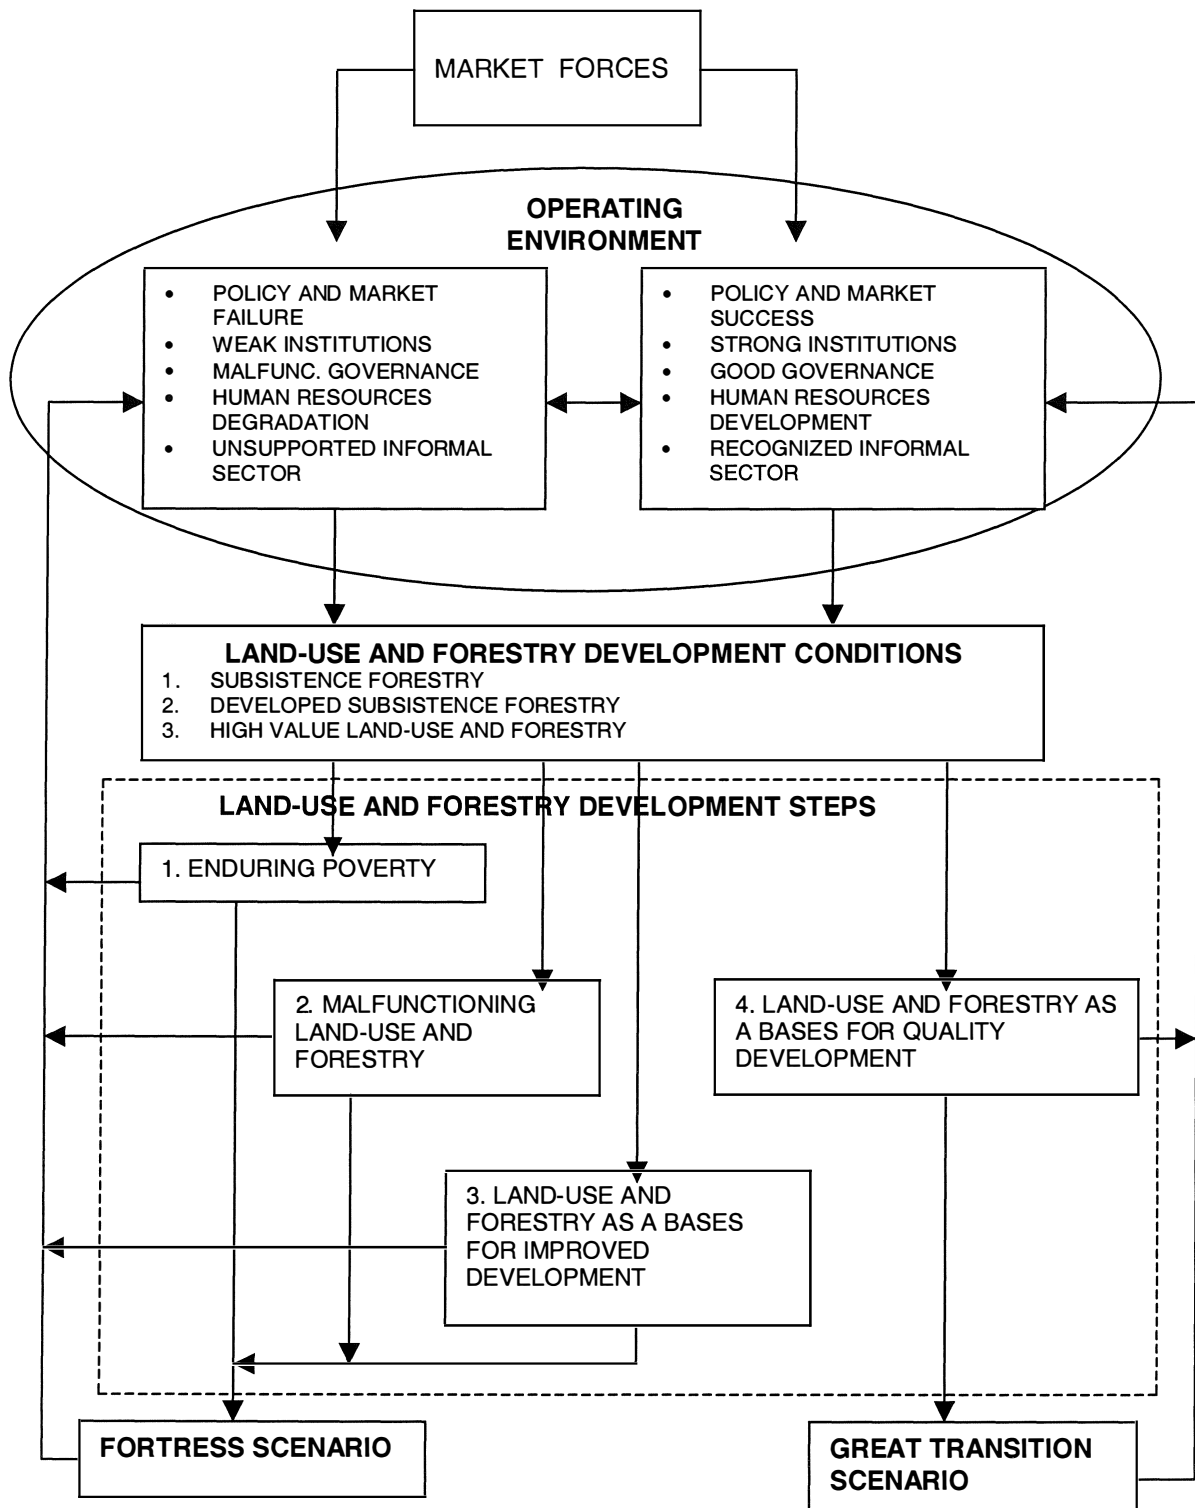 MARKET FORCES
OPERATING
ENVIRONMENT
• POLICY AND MARKET
FAILURE
• WEAK INSTITUTIONS
• MALFUNC. GOVERNANCE
• HUMAN RESOURCES
DEGRADATION
• UNSUPPORTED INFORMAL
SECTOR
• POLICY AND MARKET
SUCCESS
• STRONG INSTITUTIONS
• GOOD GOVERNANCE
• HUMAN RESOURCES
DEVELOPMENT
• RECOGNIZED INFORMAL
SECTOR
LAND-USE AND FORESTRY DEVELOPMENT CONDITIONS
1. SUBSISTENCE FORESTRY
2. DEVELOPED SUBSISTENCE FORESTRY
3. HIGH VALUE LAND-USE AND FORESTRY
LAND-USE AND FORESTRY DEVELOPMENT STEPS
1. ENDURING POVERTY
2. MALFUNCTIONING
LAND-USE AND
FORESTRY
4. LAND-USE AND FORESTRY AS
A BASES FOR QUALITY
DEVELOPMENT
3. LAND-USE AND
FORESTRY AS A BASES
FOR IMPROVED
DEVELOPMENT
FORTRESS SCENARIO
GREAT TRANSITION
SCENARIO